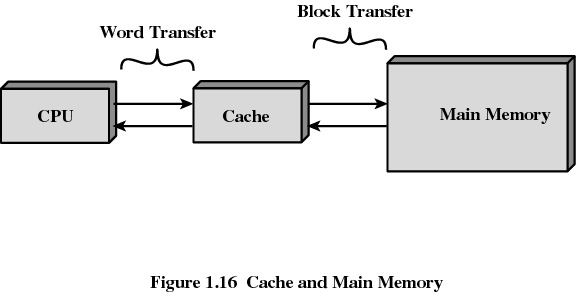 Block Transfer
Word Transfer
CPU
Cache
Main Memory
Figure 1.16 Cache and Main Memory